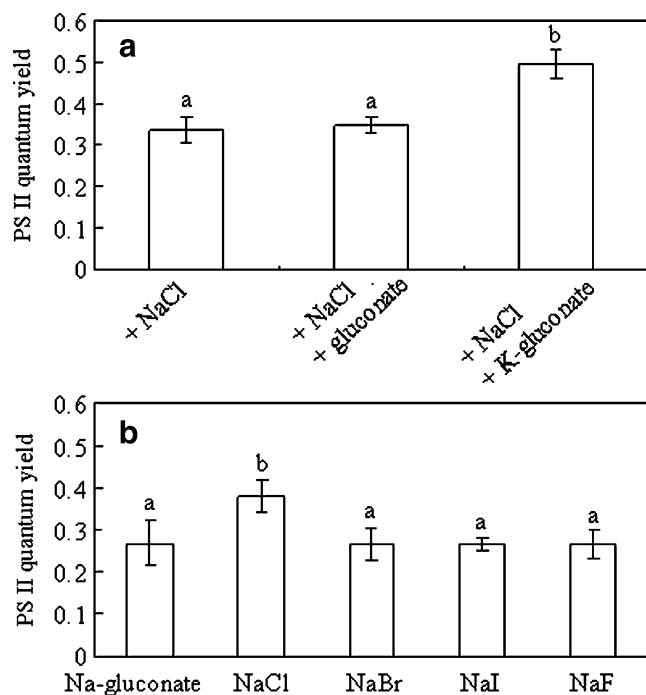 a
0.6
0.5
0.4
0.3
0.2
0.1
0
PS II quantum yield
a
a
b
+ NaCl
+ NaCl
+ gluconate
+ NaCl
+ K-gluconate
b
0.6
0.5
0.4
0.3
0.2
0.1
0
PS II quantum yield
a
b
a
a
a
Na-gluconate NaCl NaBr NaI NaF